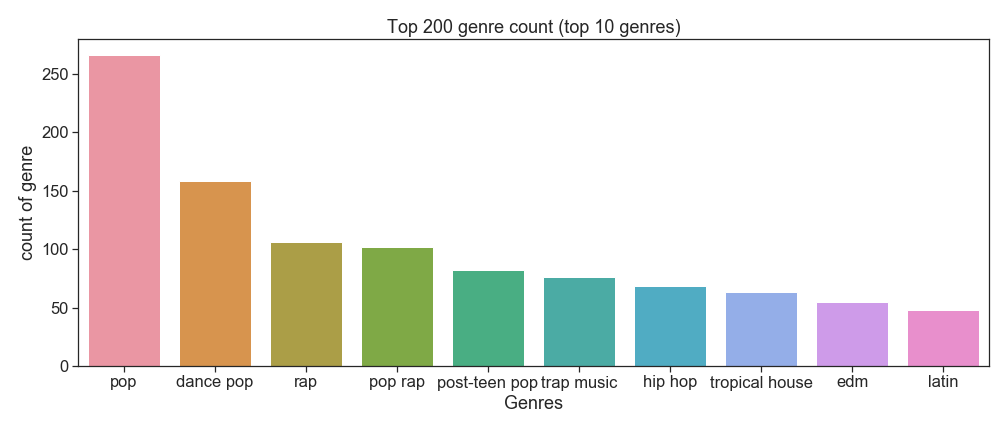 Top 200 genre count (top 10 genres)
count of genre
250
200
150
100
50
0
pop dance pop rap pop rap post-teen pop trap music hip hop tropical house edm latin
Genres